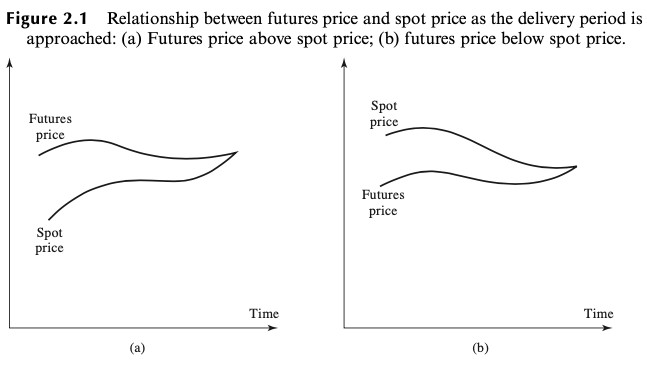 Figure 2.1 Relationship between futures price and spot price as the delivery period is
approached: (a) Futures price above spot price; (b) futures price below spot price.
Futures
price
Spot
price
Time
(a)
Spot
price
Futures
price
Time
(b)